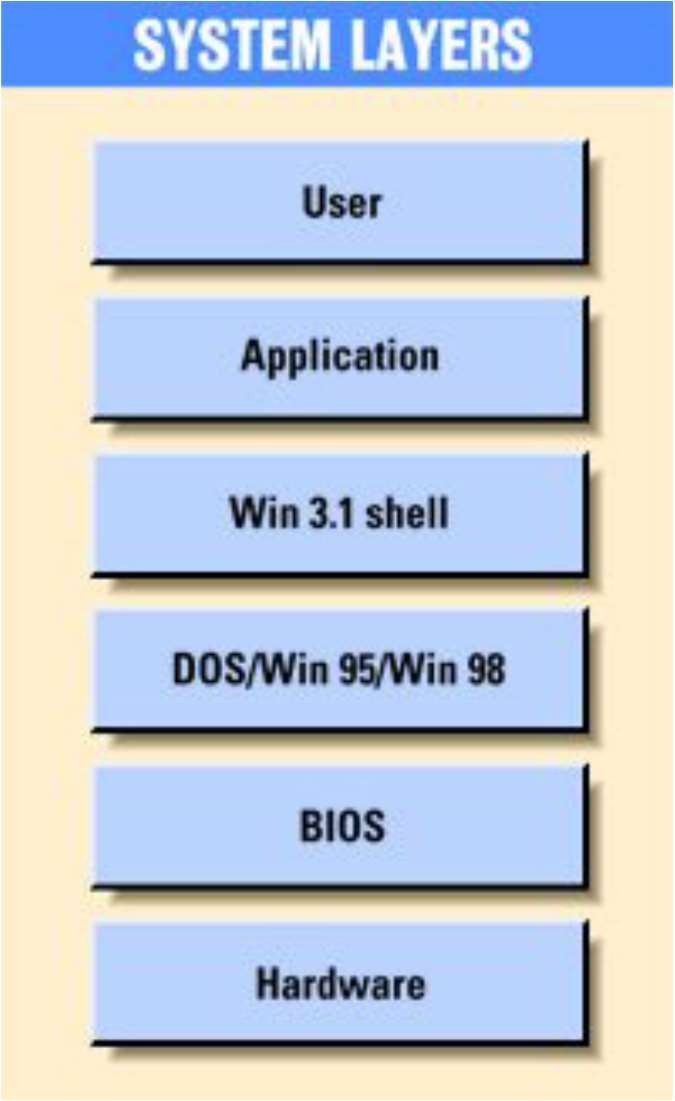 SYSTEM LAYERS
User
Application
Win 3.1 shell
DOS/Win 95/Win 98
BIOS
Hardware